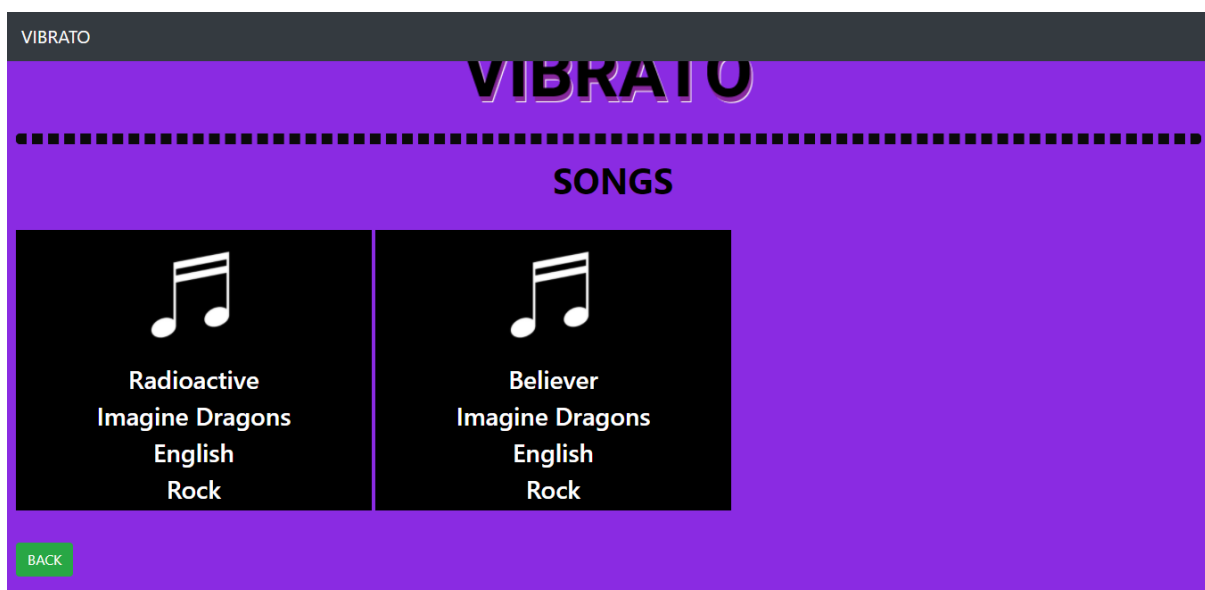 VIBRATO
VIBRATO
SONGS
Radioactive
Imagine Dragons
English
Rock
Believer
Imagine Dragons
English
Rock
BACK